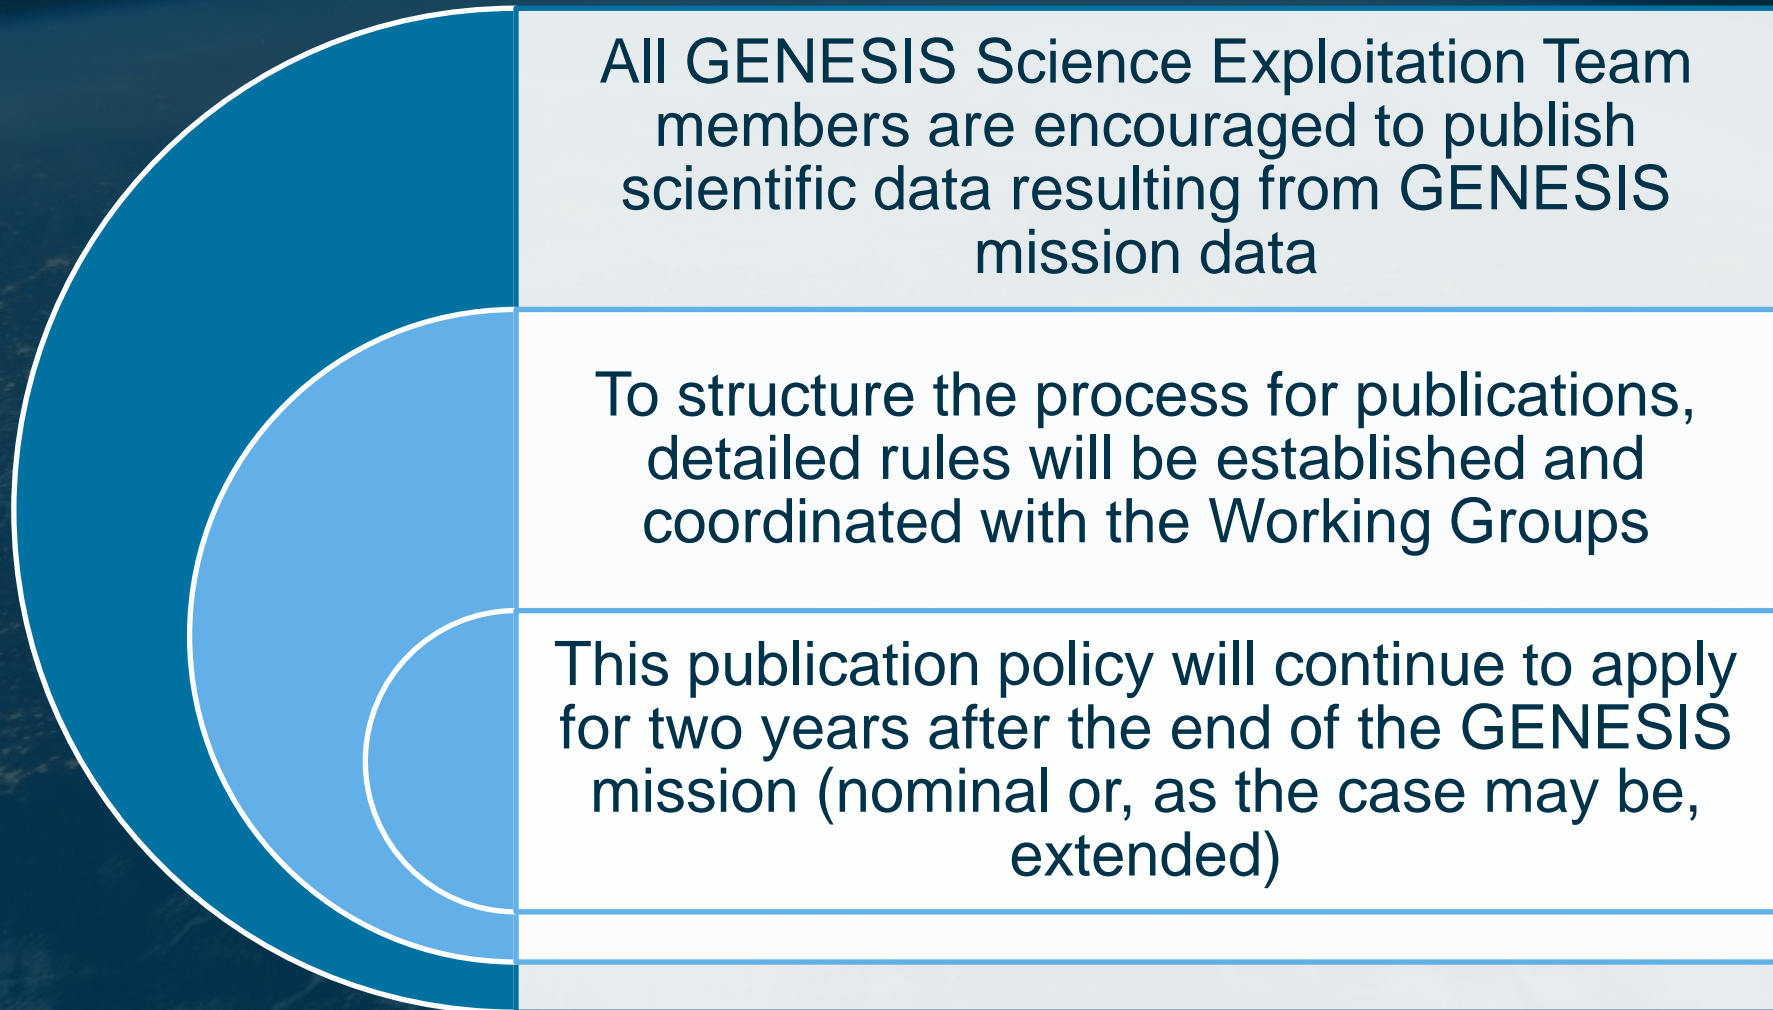 All GENESIS Science Exploitation Team
members are encouraged to publish
scientific data resulting from GENESIS
mission data
To structure the process for publications,
detailed rules will be established and
coordinated with the Working Groups
This publication policy will continue to apply
for two years after the end of the GENESIS
mission (nominal or, as the case may be,
extended)